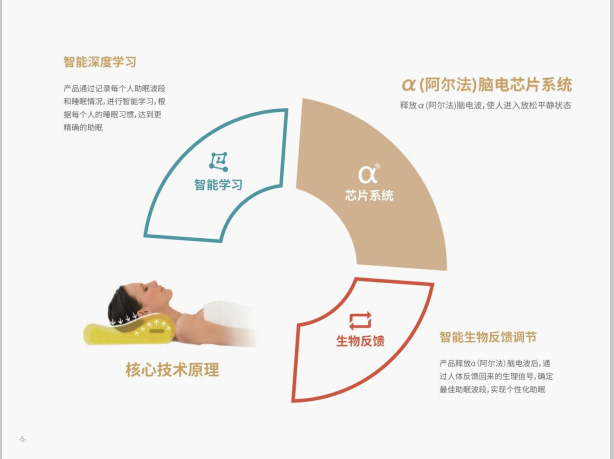 智能深度学习
产品通过记录每个人助眠波段
和睡眠情况,进行智能学习,根
据每个人的睡眠习惯,达到更
精确的助眠
α(阿尔法)脑电芯片系统
释放α(阿尔法)脑电波,使人进入放松平静状态
α
芯片系统
智能学习
生物反馈
智能生物反馈调节
产品释放α(阿尔法)脑电波后,通
过人体反馈回来的生理信号,确定
最佳助眠波段,实现个性化助眠
核心技术原理
-5-